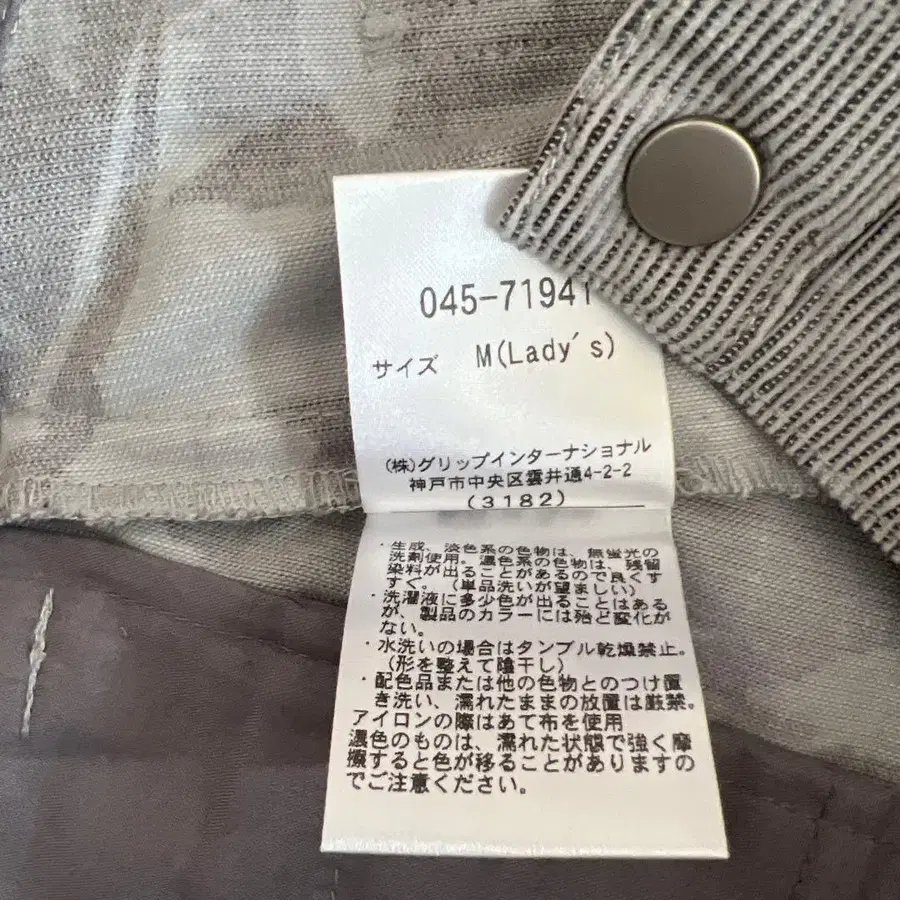 045-71941
サイズ M(Lady's)
(株)グリップインターナショナル
神戸市中央区雲井通4-2-2
(3182)
・生成、淡色系の色物は、無蛍光の
洗剤使用。濃色系の色物は、残留
染料が出ることがあるので良くす
すぐ。(単品洗いが望ましい)
・洗濯液に多少色が出ることはある
が、製品のカラーには殆ど変化が
ない。
・水洗いの場合はタンブル乾燥禁止。
(形を整えて陰干し)
・配色品または他の色物とのつけ置
き洗い、濡れたままの放置は厳禁。
アイロンの際はあて布を使用
濃色のものは、濡れた状態で強く摩
擦すると色が移ることがありますの
でご注意ください。